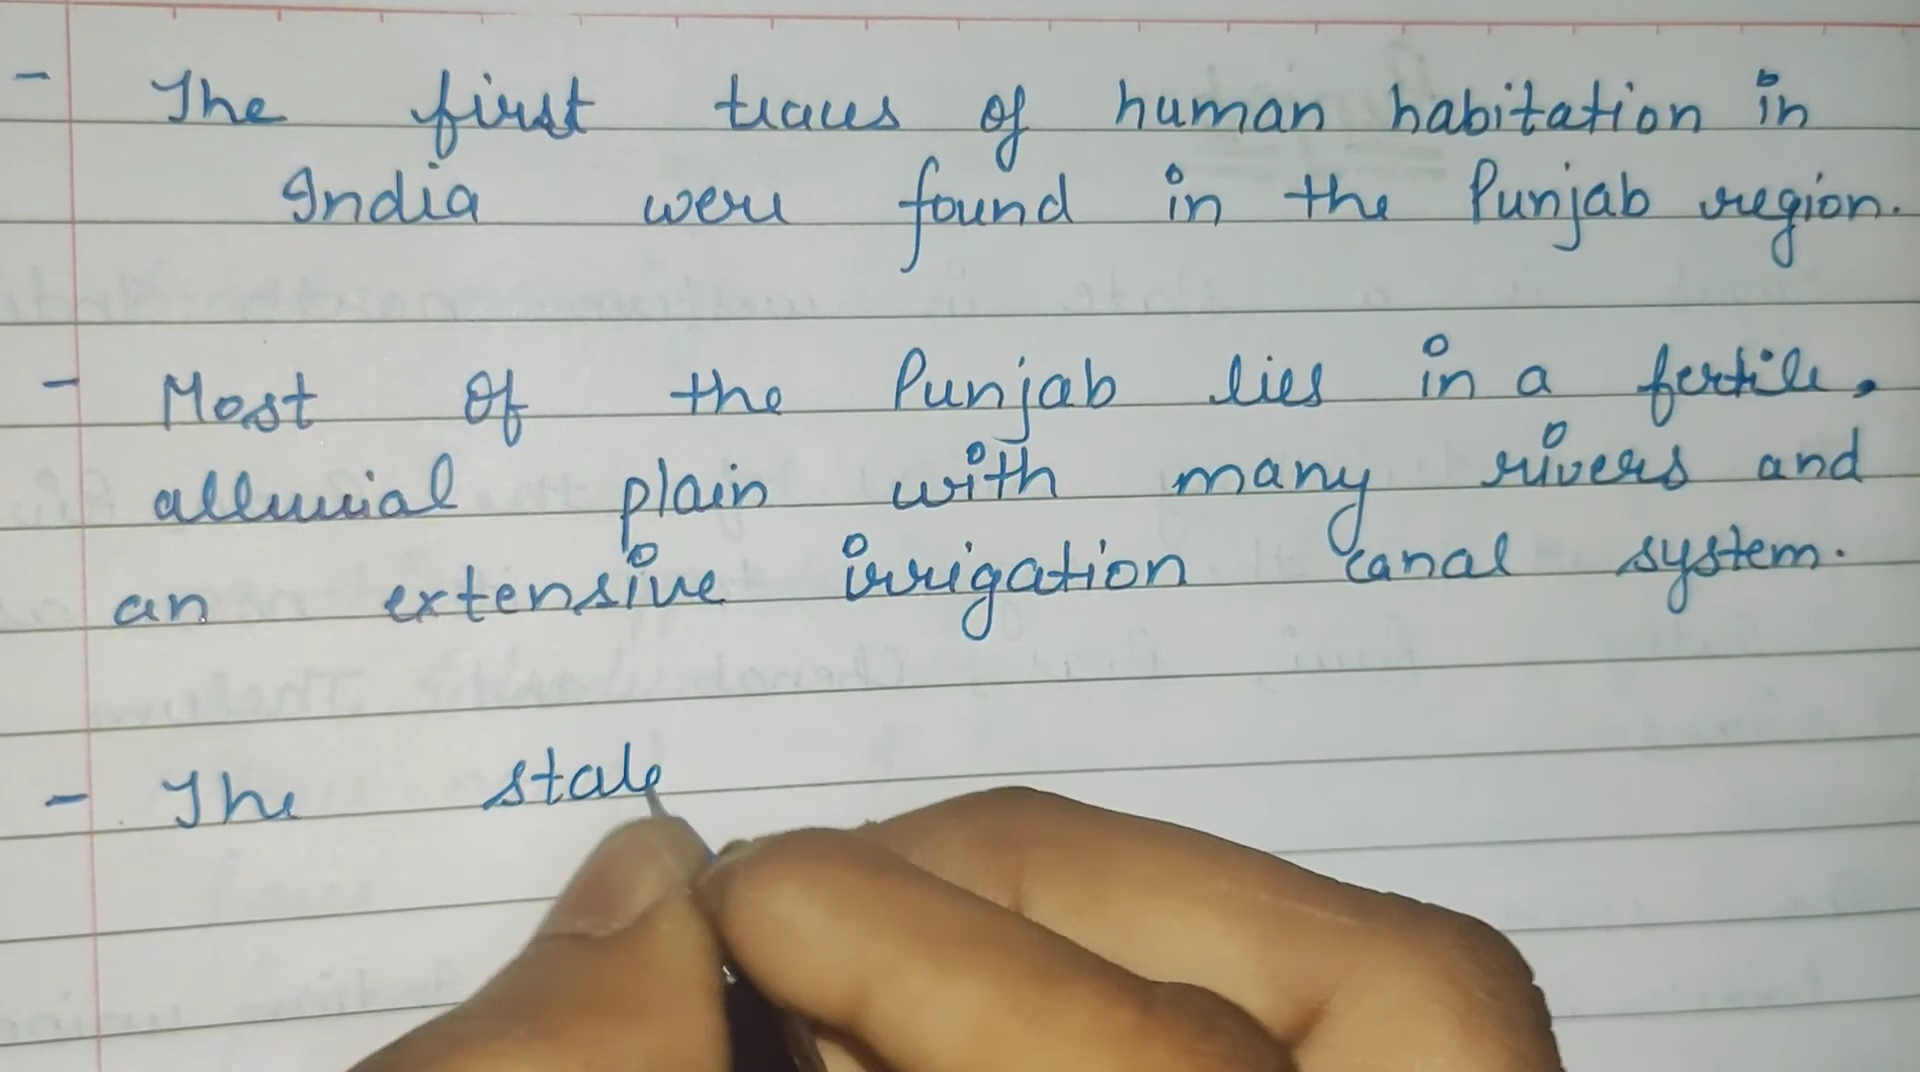 - The first traces of human habitation in
India were found in the Punjab region.
- Most of the Punjab lies in a fertile,
alluvial plain with many rivers and
an extensive irrigation canal system.
- The state